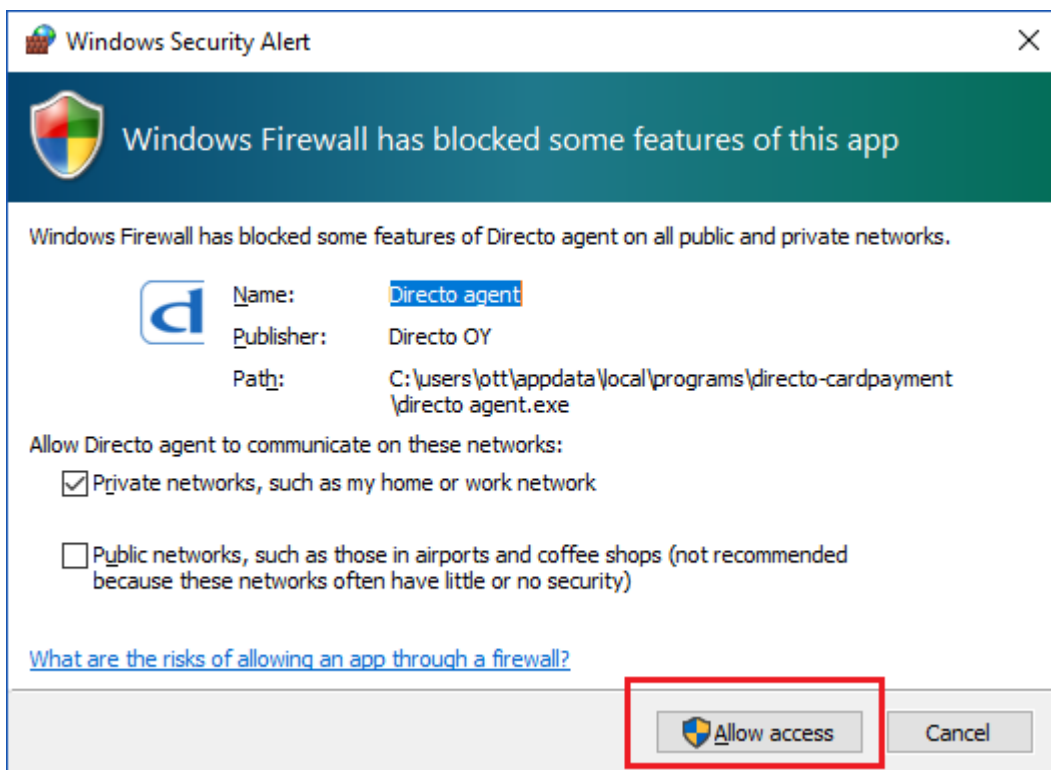 Windows Security Alert
Windows Firewall has blocked some features of this app
Windows Firewall has blocked some features of Directo agent on all public and private networks.
Name: Directo agent
Publisher: Directo OY
Path: C:\users\ott\appdata\local\programs\directo-cardpayment
\directo agent.exe
Allow Directo agent to communicate on these networks:
Private networks, such as my home or work network
Public networks, such as those in airports and coffee shops (not recommended
because these networks often have little or no security)
What are the risks of allowing an app through a firewall?
Allow access Cancel